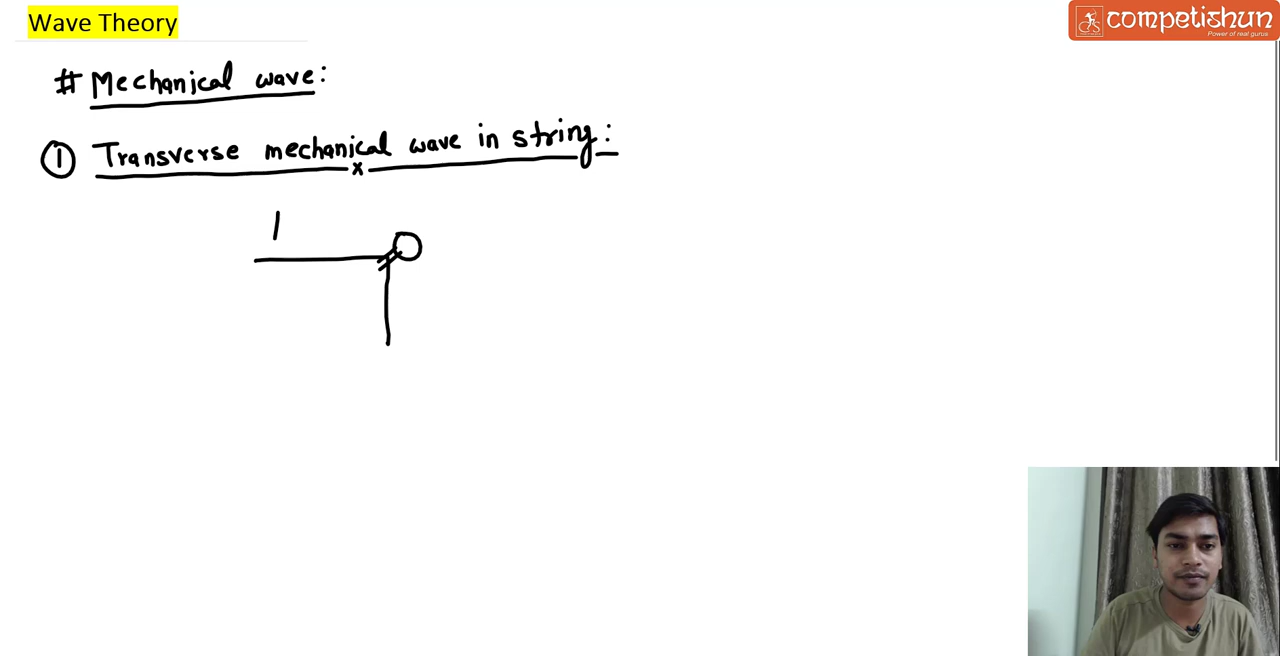 Wave Theory
competishun
Power of real gurus
# Mechanical wave:
① Transverse mechanical wave in string: